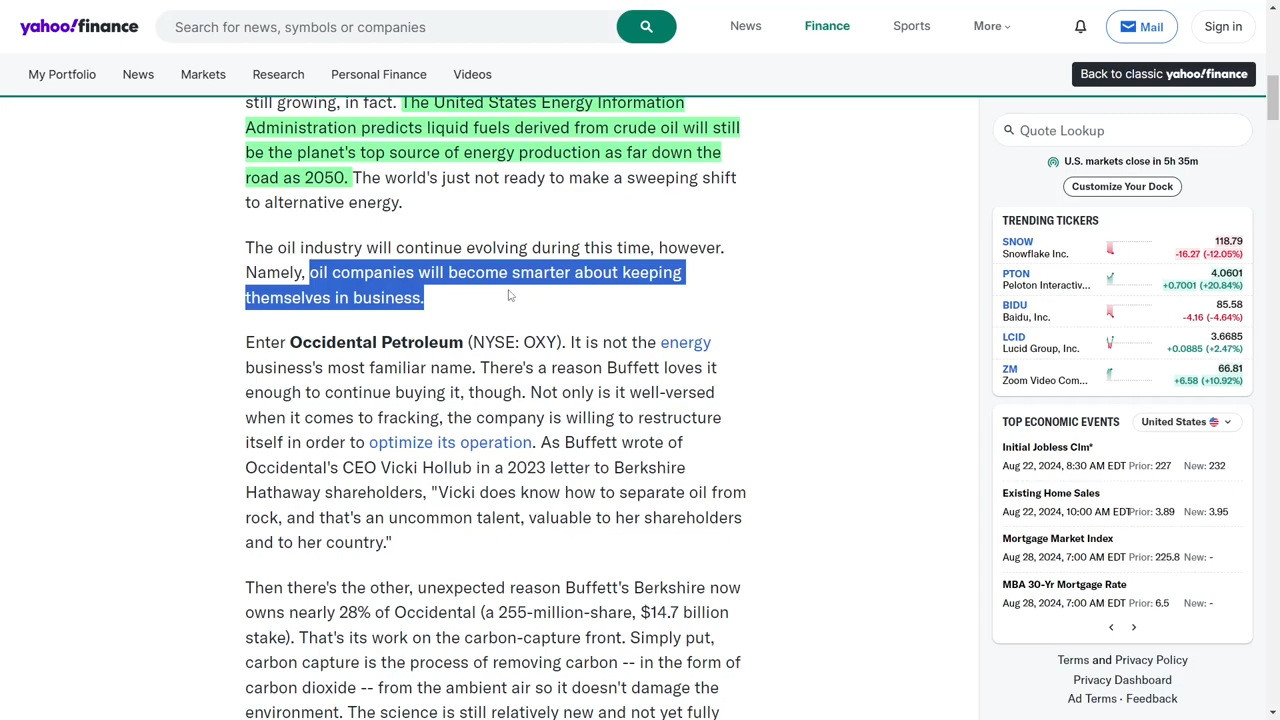 yahoo!finance
Search for news, symbols or companies
News
Finance
Sports
More
Mail
Sign in
My Portfolio
News
Markets
Research
Personal Finance
Videos
Back to classic yahoo!finance
still growing, in fact. The United States Energy Information
Administration predicts liquid fuels derived from crude oil will still
be the planet's top source of energy production as far down the
road as 2050. The world's just not ready to make a sweeping shift
to alternative energy.
The oil industry will continue evolving during this time, however.
Namely, oil companies will become smarter about keeping
themselves in business.
Enter Occidental Petroleum (NYSE: OXY). It is not the energy
business's most familiar name. There's a reason Buffett loves it
enough to continue buying it, though. Not only is it well-versed
when it comes to fracking, the company is willing to restructure
itself in order to optimize its operation. As Buffett wrote of
Occidental's CEO Vicki Hollub in a 2023 letter to Berkshire
Hathaway shareholders, "Vicki does know how to separate oil from
rock, and that's an uncommon talent, valuable to her shareholders
and to her country."
Then there's the other, unexpected reason Buffett's Berkshire now
owns nearly 28% of Occidental (a 255-million-share, $14.7 billion
stake). That's its work on the carbon-capture front. Simply put,
carbon capture is the process of removing carbon -- in the form of
carbon dioxide -- from the ambient air so it doesn't damage the
environment. The science is still relatively new and not yet fully
Quote Lookup
U.S. markets close in 5h 35m
Customize Your Dock
TRENDING TICKERS
SNOW 118.79
Snowflake Inc. -16.27 (-12.05%)
PTON 4.0601
Peloton Interactiv... +0.7001 (+20.84%)
BIDU 85.58
Baidu, Inc. -4.16 (-4.64%)
LCID 3.6685
Lucid Group, Inc. +0.0885 (+2.47%)
ZM 66.81
Zoom Video Com... +6.58 (+10.92%)
TOP ECONOMIC EVENTS United States
Initial Jobless Clm*
Aug 22, 2024, 8:30 AM EDT Prior: 227 New: 232
Existing Home Sales
Aug 22, 2024, 10:00 AM EDT Prior: 3.89 New: 3.95
Mortgage Market Index
Aug 28, 2024, 7:00 AM EDT Prior: 225.8 New: -
MBA 30-Yr Mortgage Rate
Aug 28, 2024, 7:00 AM EDT Prior: 6.5 New: -
Terms and Privacy Policy
Privacy Dashboard
Ad Terms · Feedback